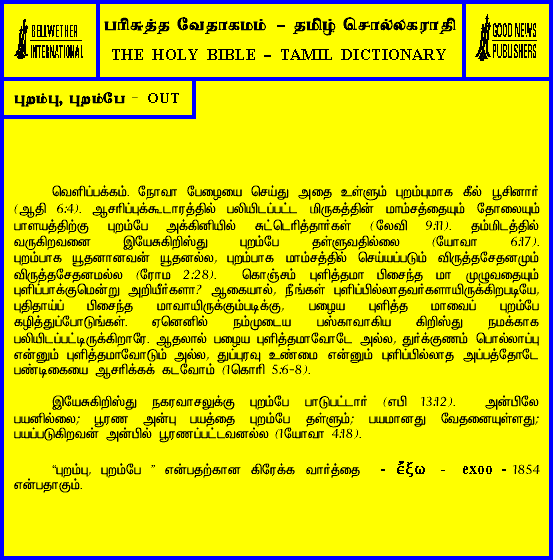 BELLWETHER
INTERNATIONAL
பரிசுத்த வேதாகமம் – தமிழ் சொல்லகராதி
THE HOLY BIBLE – TAMIL DICTIONARY
GOOD NEWS
PUBLISHERS
புறம்பு, புறம்பே – OUT
வெளிப்பக்கம். நோவா பேழையை செய்து அதை உள்ளும் புறம்புமாக கீல் பூசினார்
(ஆதி 6:4). ஆசரிப்புக்கூடாரத்தில் பலியிடப்பட்ட மிருகத்தின் மாம்சத்தையும் தோலையும்
பாளயத்திற்கு புறம்பே அக்கினியில் சுட்டெரித்தார்கள் (லேவி 9:11). தம்மிடத்தில்
வருகிறவனை இயேசுகிறிஸ்து புறம்பே தள்ளுவதில்லை (யோவா 6:17).
புறம்பாக யூதனானவன் யூதனல்ல, புறம்பாக மாம்சத்தில் செய்யப்படும் விருத்தசேதனமும்
விருத்தசேதனமல்ல (ரோம 2:28). கொஞ்சம் புளித்தமா பிசைந்த மா முழுவதையும்
புளிப்பாக்குமென்று அறியீர்களா? ஆகையால், நீங்கள் புளிப்பில்லாதவர்களாயிருக்கிறபடியே,
புதிதாய்ப் பிசைந்த மாவாயிருக்கும்படிக்கு, பழைய புளித்த மாவைப் புறம்பே
கழித்துப்போடுங்கள். ஏனெனில் நம்முடைய பஸ்காவாகிய கிறிஸ்து நமக்காக
பலியிடப்பட்டிருக்கிறாரே. ஆதலால் பழைய புளித்தமாவோடே அல்ல, துர்க்குணம் பொல்லாப்பு
என்னும் புளித்தமாவோடும் அல்ல, துப்புரவு உண்மை என்னும் புளிப்பில்லாத அப்பத்தோடே
பண்டிகையை ஆசரிக்கக் கடவோம் (1கொரி 5:6-8).
இயேசுகிறிஸ்து நகரவாசலுக்கு புறம்பே பாடுபட்டார் (எபி 13:12). அன்பிலே
பயனில்லை; பூரண அன்பு பயத்தை புறம்பே தள்ளும்; பயமானது வேதனையுள்ளது;
பயப்படுகிறவன் அன்பில் பூரணப்பட்டவனல்ல (1யோவா 4:18).
“புறம்பு, புறம்பே ” என்பதற்கான கிரேக்க வார்த்தை - ἔξω - exoo - 1854
என்பதாகும்.